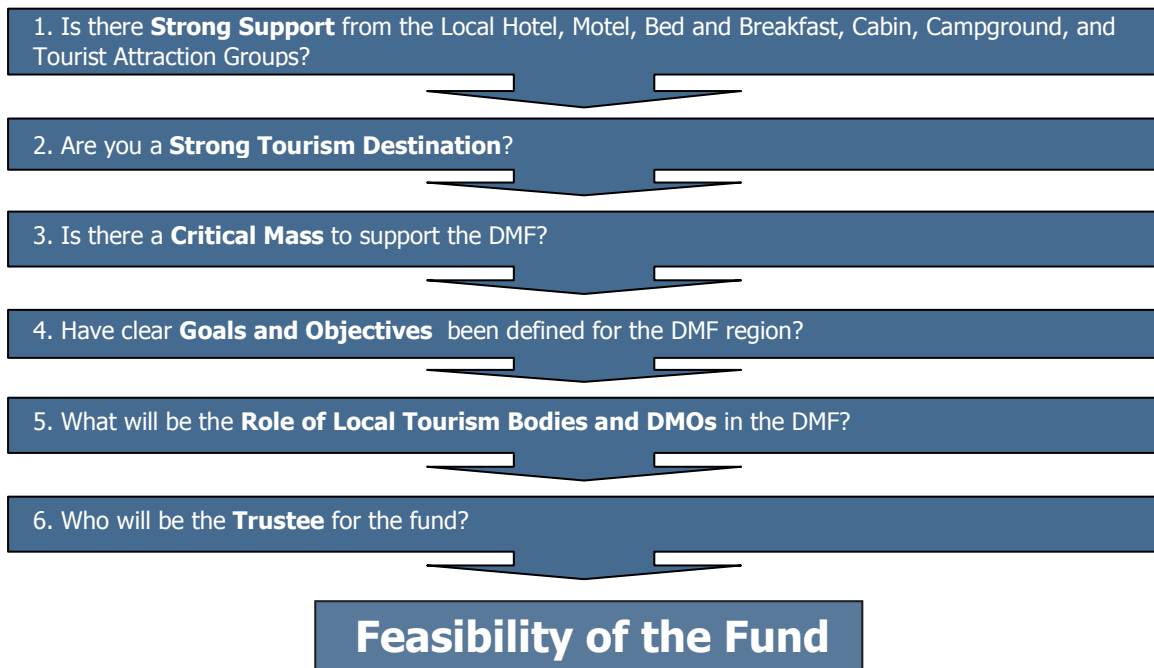 1. Is there Strong Support from the Local Hotel, Motel, Bed and Breakfast, Cabin, Campground, and
Tourist Attraction Groups?
2. Are you a Strong Tourism Destination?
3. Is there a Critical Mass to support the DMF?
4. Have clear Goals and Objectives been defined for the DMF region?
5. What will be the Role of Local Tourism Bodies and DMOs in the DMF?
6. Who will be the Trustee for the fund?
Feasibility of the Fund